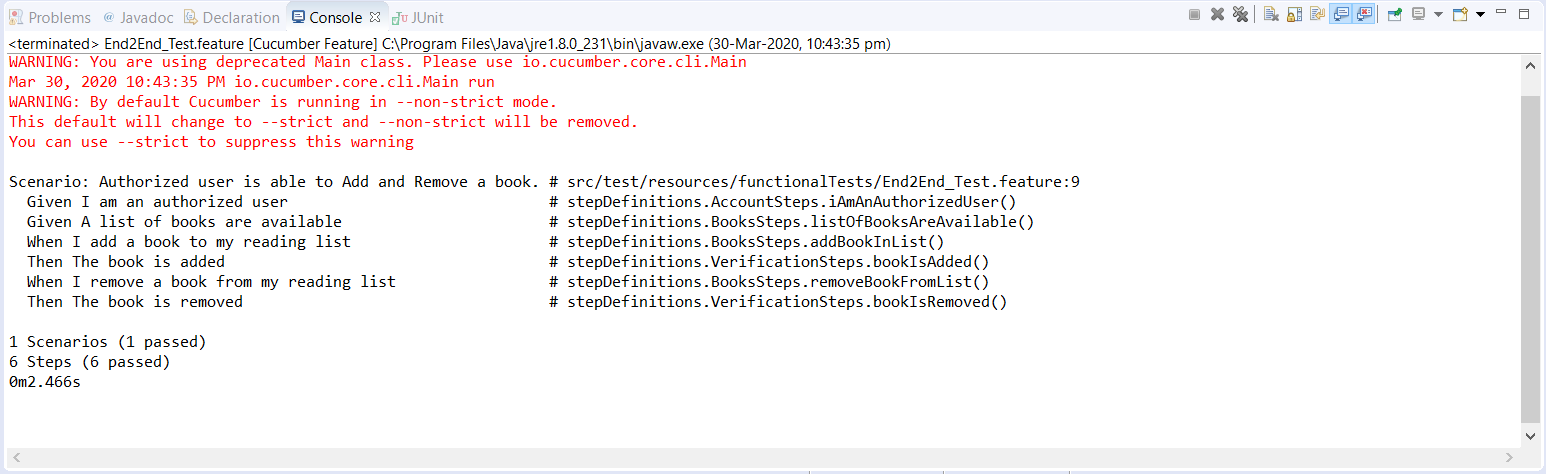 Problems @ Javadoc Declaration Console JUnit
<terminated> End2End_Test.feature [Cucumber Feature] C:\Program Files\Java\jre1.8.0_231\bin\javaw.exe (30-Mar-2020, 10:43:35 pm)
WARNING: You are using deprecated Main class. Please use io.cucumber.core.cli.Main
Mar 30, 2020 10:43:35 PM io.cucumber.core.cli.Main run
WARNING: By default Cucumber is running in --non-strict mode.
This default will change to --strict and --non-strict will be removed.
You can use --strict to suppress this warning
Scenario: Authorized user is able to Add and Remove a book. # src/test/resources/functionalTests/End2End_Test.feature:9
Given I am an authorized user # stepDefinitions.AccountSteps.iAmAnAuthorizedUser()
Given A list of books are available # stepDefinitions.BooksSteps.listOfBooksAreAvailable()
When I add a book to my reading list # stepDefinitions.BooksSteps.addBookInList()
Then The book is added # stepDefinitions.VerificationSteps.bookIsAdded()
When I remove a book from my reading list # stepDefinitions.BooksSteps.removeBookFromList()
Then The book is removed # stepDefinitions.VerificationSteps.bookIsRemoved()
1 Scenarios (1 passed)
6 Steps (6 passed)
0m2.466s